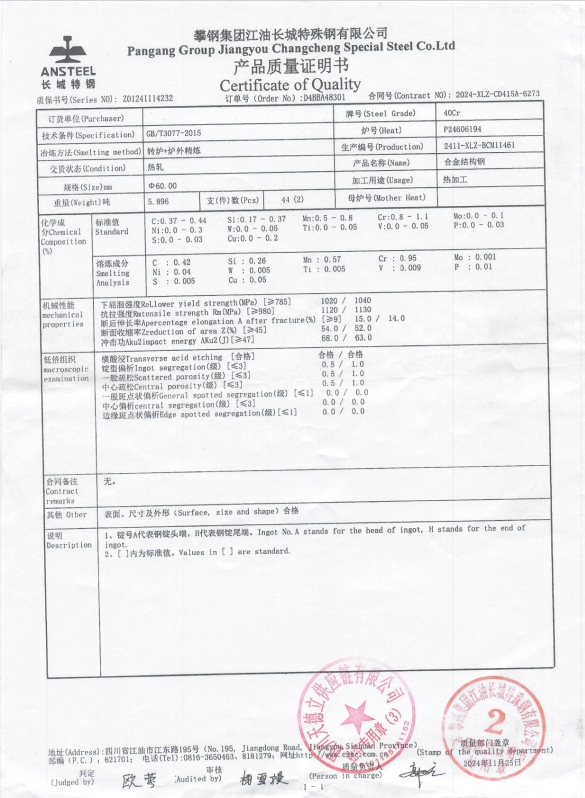 攀钢集团江油长城特殊钢有限公司
Pangang Group Jiangyou Changcheng Special Steel Co.Ltd
ANSTEEL
长城特钢
产品质量证明书
Certificate of Quality
质保书号(Series NO): Z01241114232 订单号 (Order No):D4BBA48301 合同号(Contract NO): 2024-XLZ-CD415A-6273
订货单位(Purchaser) 牌号(Steel Grade) 40Cr
技术条件(Specification) GB/T3077-2015 炉号(Heat) P24606194
冶炼方法(Smelting method) 转炉+炉外精炼 生产编号(Production) 2411-XLZ-BCM11461
交货状态(Condition) 热轧 产品名称(Name) 合金结构钢
规格(Size)mm Φ60.00 加工用途(Usage) 热加工
重量(Weight)吨 5.896 支(件)数(Pcs) 44 (2) 母炉号(Mother Heat)
化学成分Chemical Composition (%)
标准值 Standard
C:0.37 - 0.44 Si:0.17 - 0.37 Mn:0.5 - 0.8 Cr:0.8 - 1.1 Mo:0.0 - 0.1
Ni:0.0 - 0.3 W:0.0 - 0.05 Ti:0.0 - 0.05 V:0.0 - 0.05 P:0.0 - 0.03
S:0.0 - 0.03 Cu:0.0 - 0.2
熔炼成分 Smelting Analysis
C : 0.42 Si : 0.26 Mn : 0.57 Cr : 0.95 Mo : 0.001
Ni : 0.04 W : 0.005 Ti : 0.005 V : 0.009 P : 0.01
S : 0.005 Cu : 0.05
机械性能 mechanical properties
下屈服强度ReLlower yield strength(MPa) [≥785] 1020 / 1040
抗拉强度Rmtensile strength Rm(MPa) [≥980] 1120 / 1130
断后伸长率Apercentage elongation A after fracture(%) [≥9] 15.0 / 14.0
断面收缩率Zreduction of area Z(%) [≥45] 54.0 / 52.0
冲击功Aku2impact energy AKu2(J)[≥47] 68.0 / 63.0
低倍组织 macroscopic examination
横酸浸Transverse acid etching [合格] 合格 / 合格
锭型偏析Ingot segregation(级) [≤3] 0.5 / 1.0
一般疏松Scattered porosity(级) [≤3] 0.5 / 1.0
中心疏松Central porosity(级) [≤3] 0.5 / 1.0
一般斑点状偏析General spotted segregation(级) [≤1] 0.0 / 0.0
中心偏析central segregation(级) [≤3] 0.0 / 0.0
边缘斑点状偏析Edge spotted segregation(级)[≤1] 0.0 / 0.0
合同备注 Contract remarks
无。
其他 Other 表面、尺寸及外形 (Surface, size and shape) 合格
说明 Description
1、锭号A代表钢锭头端,H代表钢锭尾端。Ingot No.A stands for the head of ingot, H stands for the end of
ingot.
2、[ ]内为标准值。Values in [ ] are standard.
天德立供应链有限公司
专用章(3)
攀钢集团江油长城特殊钢有限公司
2
地址(Address):四川省江油市江东路195号 (No.195, Jiangdong Road, Jiangyou Sichuan Province) 质量部门盖章
邮编(P.C.): 621701; 电话(Tel):0816-3650463、8181279; 网址 (Stamp of the quality department)
2024年11月25日
判定 审核 质量负责人
(Judged by) (Audited by) (Person in charge)
1 - 1